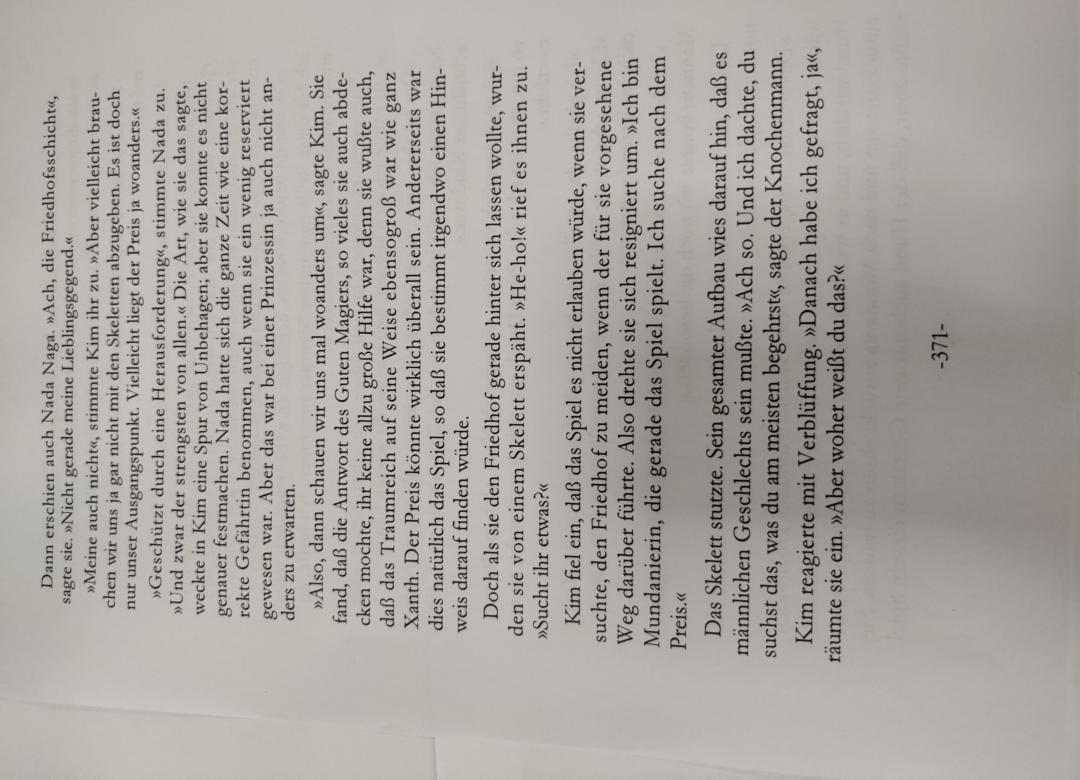 Dann erschien auch Nada Naga. »Ach, die Friedhofsschicht«,
sagte sie. »Nicht gerade meine Lieblingsgegend.«
»Meine auch nicht«, stimmte Kim ihr zu. »Aber vielleicht brau-
chen wir uns ja gar nicht mit den Skeletten abzugeben. Es ist doch
nur unser Ausgangspunkt. Vielleicht liegt der Preis ja woanders.«
»Geschützt durch eine Herausforderung«, stimmte Nada zu.
»Und zwar der strengsten von allen.« Die Art, wie sie das sagte,
weckte in Kim eine Spur von Unbehagen; aber sie konnte es nicht
genauer festmachen. Nada hatte sich die ganze Zeit wie eine kor-
rekte Gefährtin benommen, auch wenn sie ein wenig reserviert
gewesen war. Aber das war bei einer Prinzessin ja auch nicht an-
ders zu erwarten.
»Also, dann schauen wir uns mal woanders um«, sagte Kim. Sie
fand, daß die Antwort des Guten Magiers, so vieles sie auch abde-
cken mochte, ihr keine allzu große Hilfe war, denn sie wußte auch,
daß das Traumreich auf seine Weise ebensogroß war wie ganz
Xanth. Der Preis könnte wirklich überall sein. Andererseits war
dies natürlich das Spiel, so daß sie bestimmt irgendwo einen Hin-
weis darauf finden würde.
Doch als sie den Friedhof gerade hinter sich lassen wollte, wur-
den sie von einem Skelett erspäht. »He-ho!« rief es ihnen zu.
»Sucht ihr etwas?«
Kim fiel ein, daß das Spiel es nicht erlauben würde, wenn sie ver-
suchte, den Friedhof zu meiden, wenn der für sie vorgesehene
Weg darüber führte. Also drehte sie sich resigniert um. »Ich bin
Mundanierin, die gerade das Spiel spielt. Ich suche nach dem
Preis.«
Das Skelett stutzte. Sein gesamter Aufbau wies darauf hin, daß es
männlichen Geschlechts sein mußte. »Ach so. Und ich dachte, du
suchst das, was du am meisten begehrst«, sagte der Knochenmann.
Kim reagierte mit Verblüffung. »Danach habe ich gefragt, ja«,
räumte sie ein. »Aber woher weißt du das?«
-371-